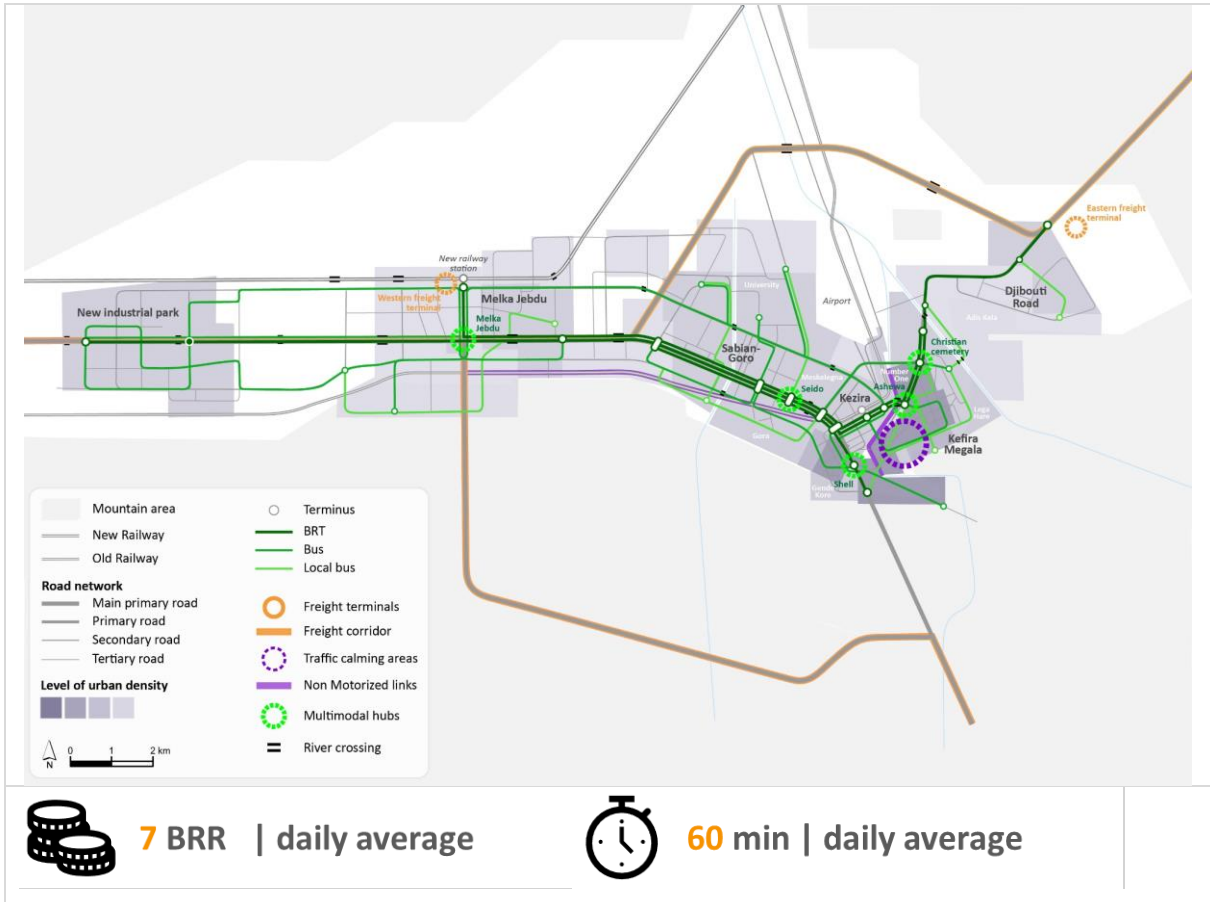 New railway
station
Western freight
terminal
Melka Jebdu
Melka
Jebdu
New industrial park
University
Airport
Eastern freight
terminal
Djibouti
Road
Adis Ketu
Christian
cemetery
Sabian-
Goro
Seido
Kezira
Number
One
Ashewa
Kefira
Megala
Goro
Shell
Mountain area
New Railway
Old Railway
Road network
Main primary road
Primary road
Secondary road
Tertiary road
Level of urban density
N
0 1 2 km
Terminus
BRT
Bus
Local bus
Freight terminals
Freight corridor
Traffic calming areas
Non Motorized links
Multimodal hubs
River crossing
7 BRR | daily average
60 min | daily average